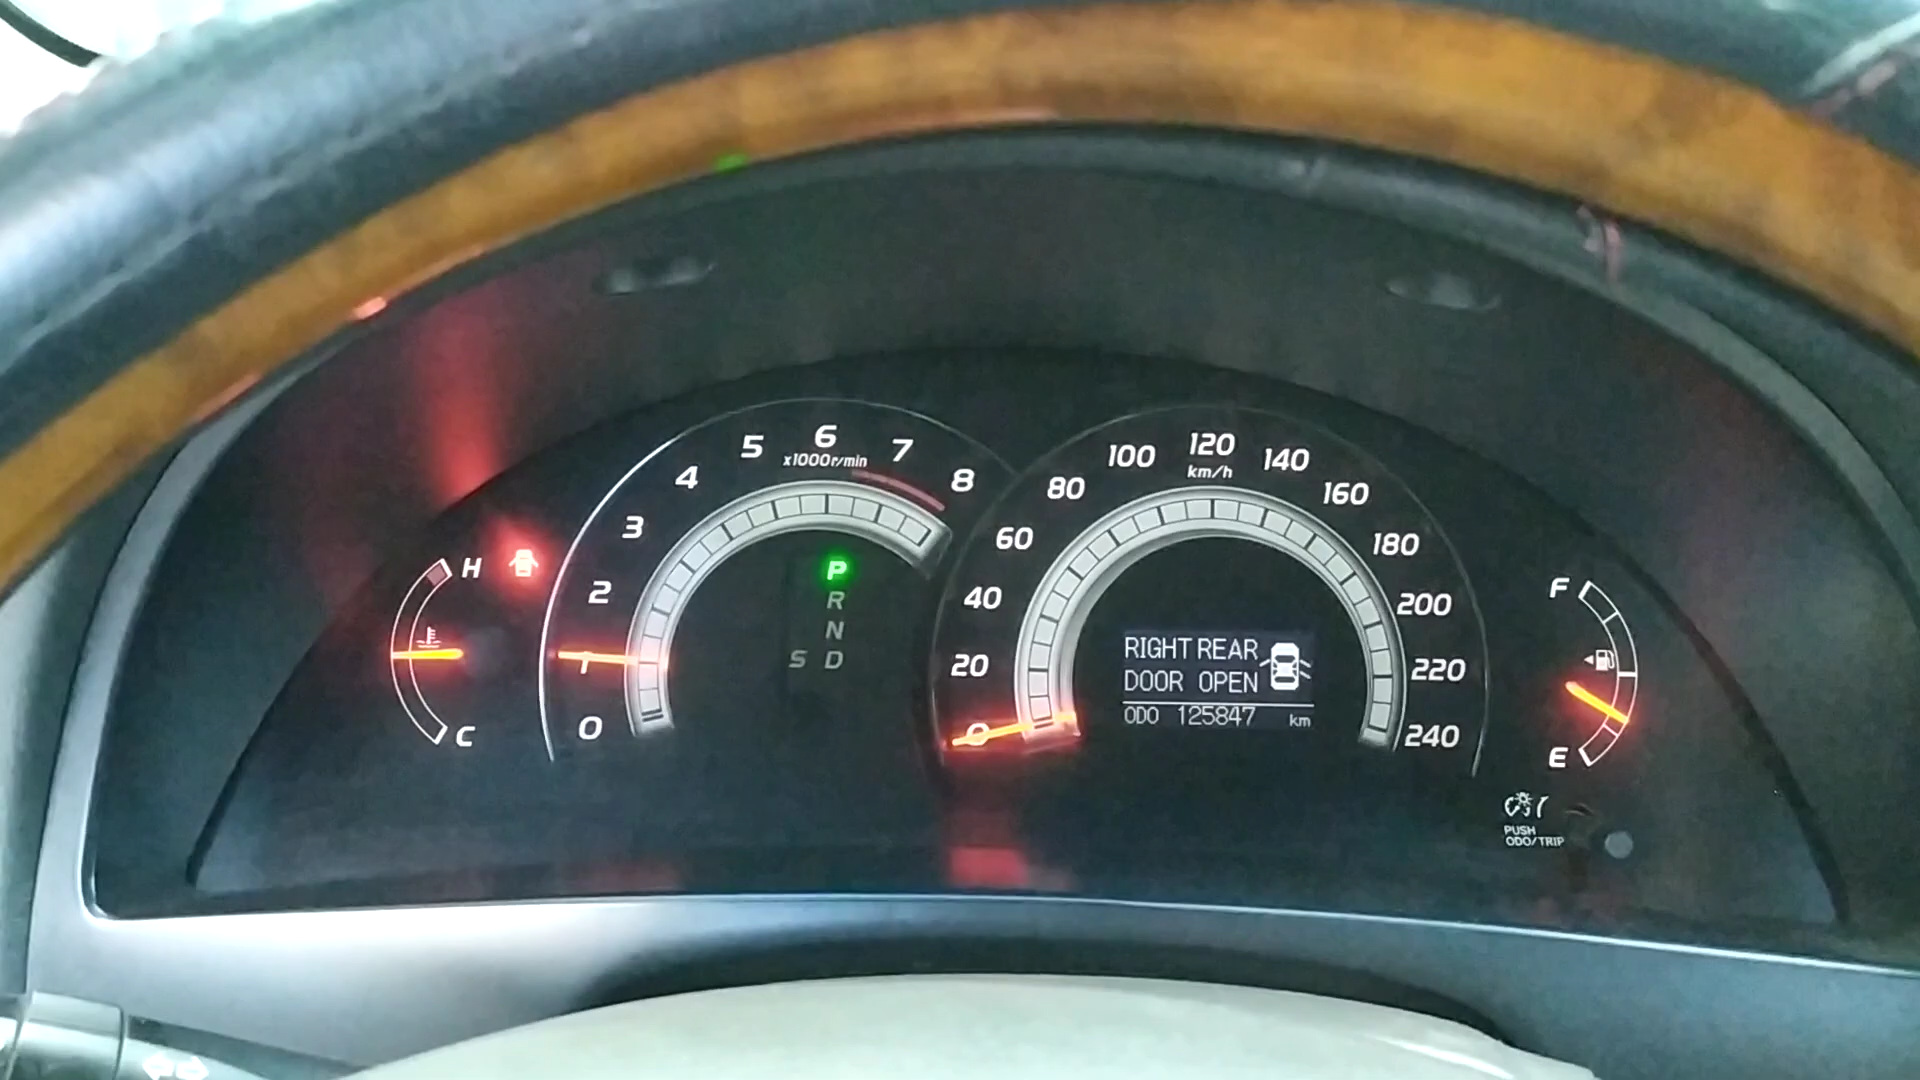 H
C
0
1
2
3
4
5
6
7
8
x1000r/min
P
R
N
S D
0
20
40
60
80
100
120
140
160
180
200
220
240
km/h
RIGHT REAR
DOOR OPEN
ODO 125847 km
F
E
PUSH
ODO/TRIP